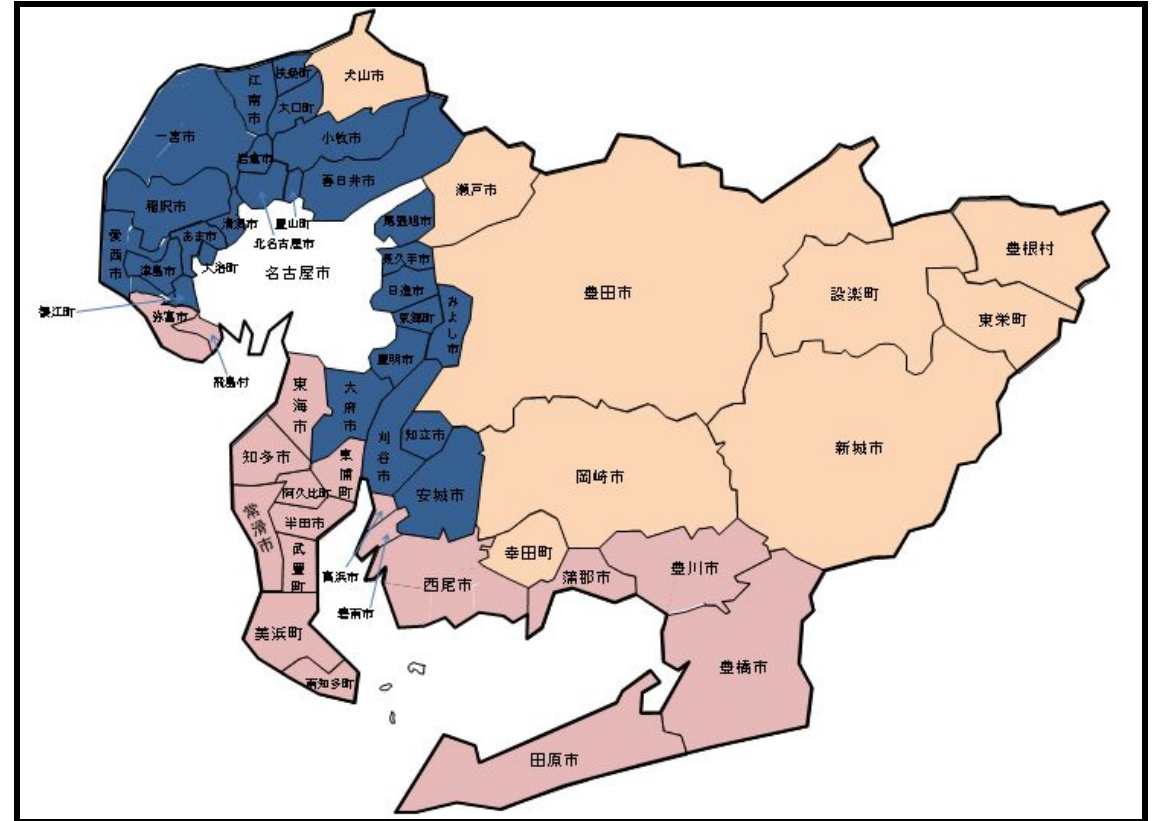 犬山市
扶桑町
江南市
大口町
一宮市
小牧市
岩倉市
春日井市
瀬戸市
稲沢市
尾張旭市
清須市
豊山町
愛西市
あま市
北名古屋市
豊根村
長久手市
津島市
大治町
名古屋市
日進市
豊田市
設楽町
みよし市
東郷町
東栄町
蟹江町
弥富市
豊明市
飛島村
東海市
大府市
刈谷市
知立市
新城市
知多市
東浦町
岡崎市
阿久比町
安城市
常滑市
半田市
武豊町
幸田町
豊川市
高浜市
西尾市
蒲郡市
碧南市
美浜町
豊橋市
南知多町
田原市